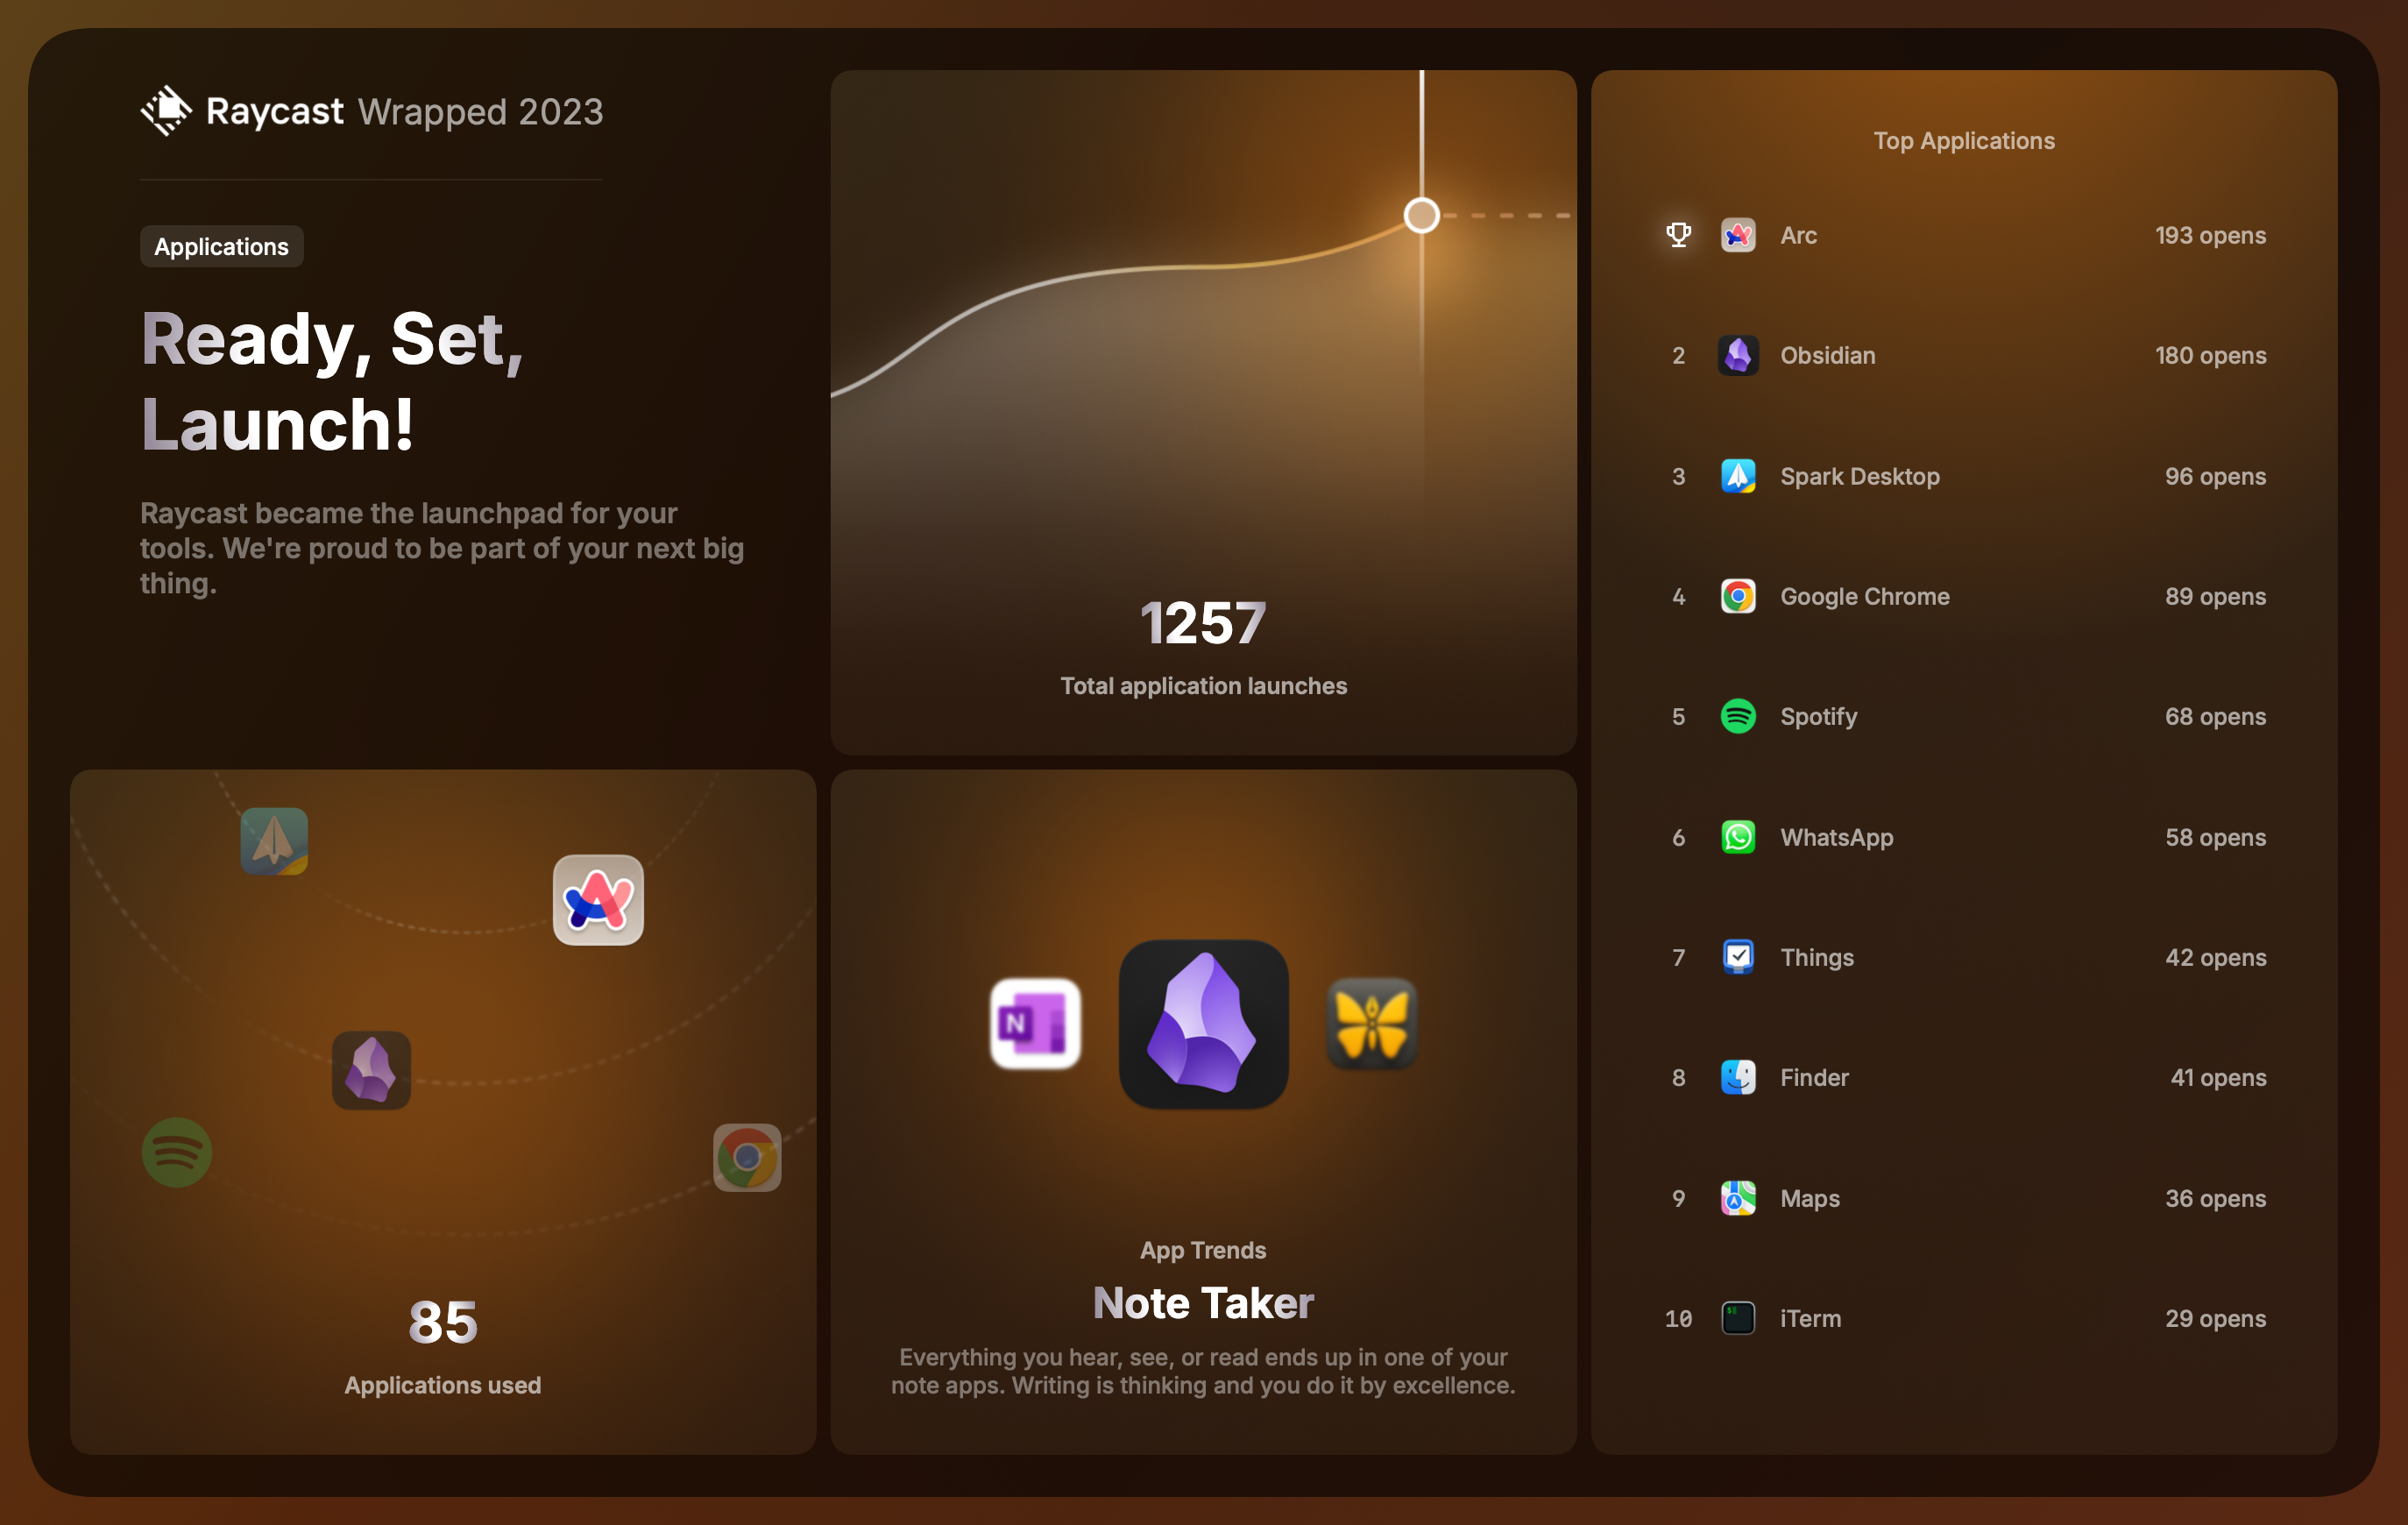 Raycast Wrapped 2023
Applications
Ready, Set,
Launch!
Raycast became the launchpad for your
tools. We're proud to be part of your next big
thing.
1257
Total application launches
85
Applications used
N
App Trends
Note Taker
Everything you hear, see, or read ends up in one of your
note apps. Writing is thinking and you do it by excellence.
Top Applications
Arc 193 opens
2 Obsidian 180 opens
3 Spark Desktop 96 opens
4 Google Chrome 89 opens
5 Spotify 68 opens
6 WhatsApp 58 opens
7 Things 42 opens
8 Finder 41 opens
9 Maps 36 opens
10 $ iTerm 29 opens